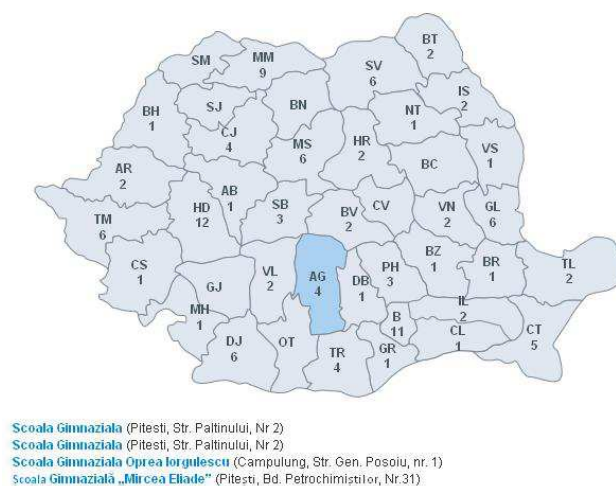 BT
2
SM
MM
9
SV
6
IS
2
SJ
BN
NT
1
BH
1
CJ
4
MS
6
HR
2
VS
1
BC
AR
2
AB
1
HD
12
SB
3
BV
2
CV
VN
2
GL
6
TM
6
CS
1
GJ
VL
2
AG
4
DB
1
PH
3
BZ
1
BR
1
TL
2
MH
1
IL
2
B
11
CL
1
CT
5
DJ
6
OT
TR
4
GR
1
Scoala Gimnaziala (Pitesti, Str. Paltinului, Nr 2)
Scoala Gimnaziala (Pitesti, Str. Paltinului, Nr 2)
Scoala Gimnaziala Oprea Iorgulescu (Campulung, Str. Gen. Posoiu, nr. 1)
Școala Gimnazială „Mircea Eliade” (Pitești, Bd. Petrochimiștilor, Nr.31)